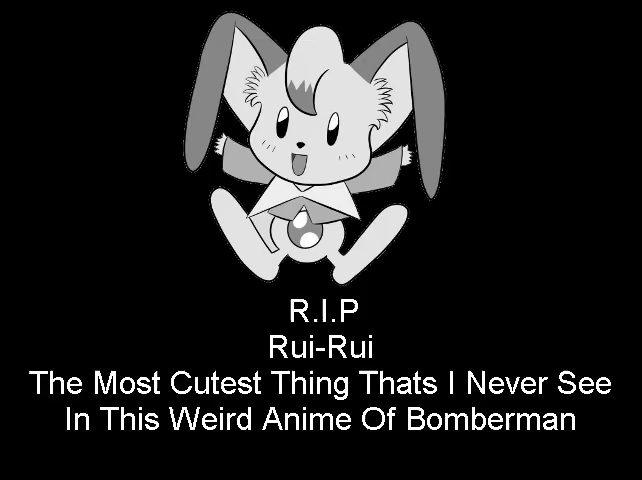 R.I.P
Rui-Rui
The Most Cutest Thing Thats I Never See
In This Weird Anime Of Bomberman